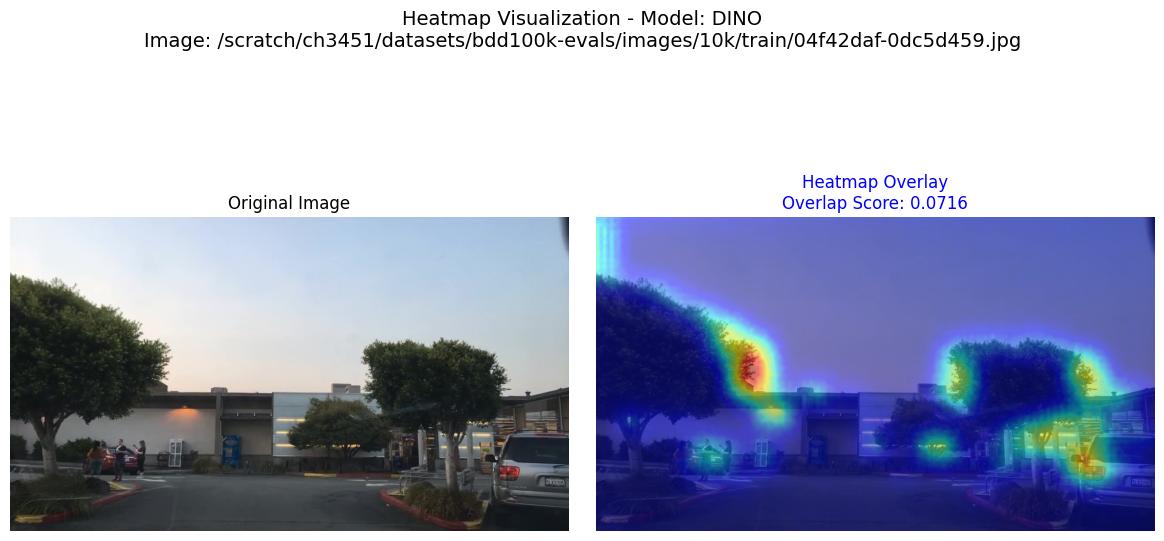 Heatmap Visualization - Model: DINO
Image: /scratch/ch3451/datasets/bdd100k-evals/images/10k/train/04f42daf-0dc5d459.jpg
Original Image
Heatmap Overlay
Overlap Score: 0.0716